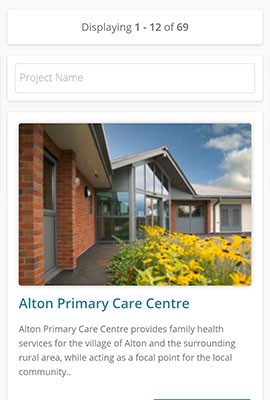 Displaying 1 - 12 of 69
Project Name
Alton Primary Care Centre
Alton Primary Care Centre provides family health
services for the village of Alton and the surrounding
rural area, while acting as a focal point for the local
community..